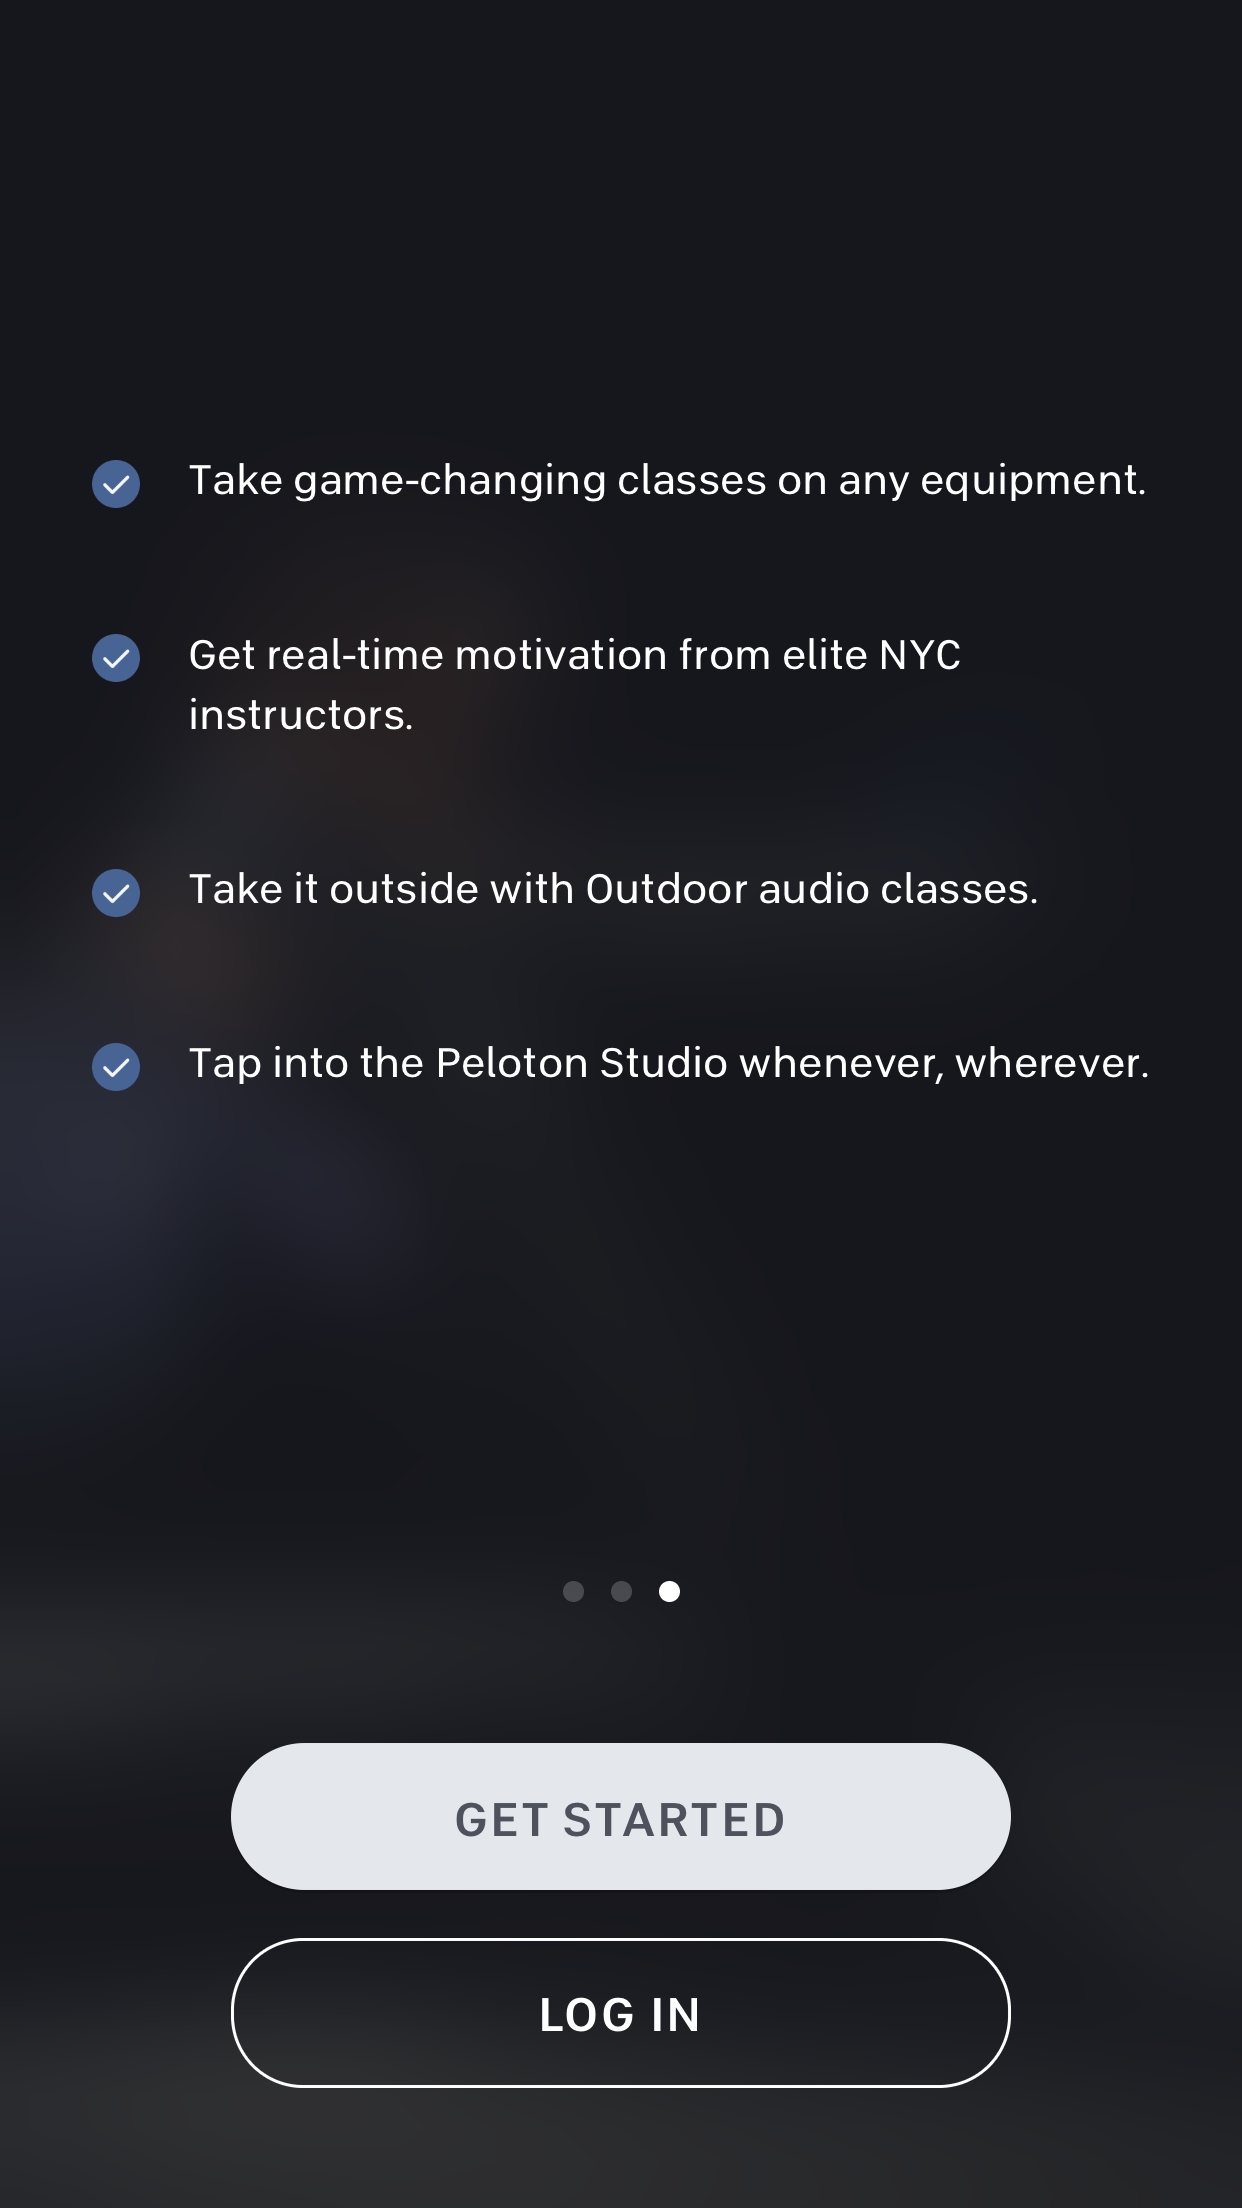 Take game-changing classes on any equipment.
Get real-time motivation from elite NYC
instructors.
Take it outside with Outdoor audio classes.
Tap into the Peloton Studio whenever, wherever.
GET STARTED
LOG IN